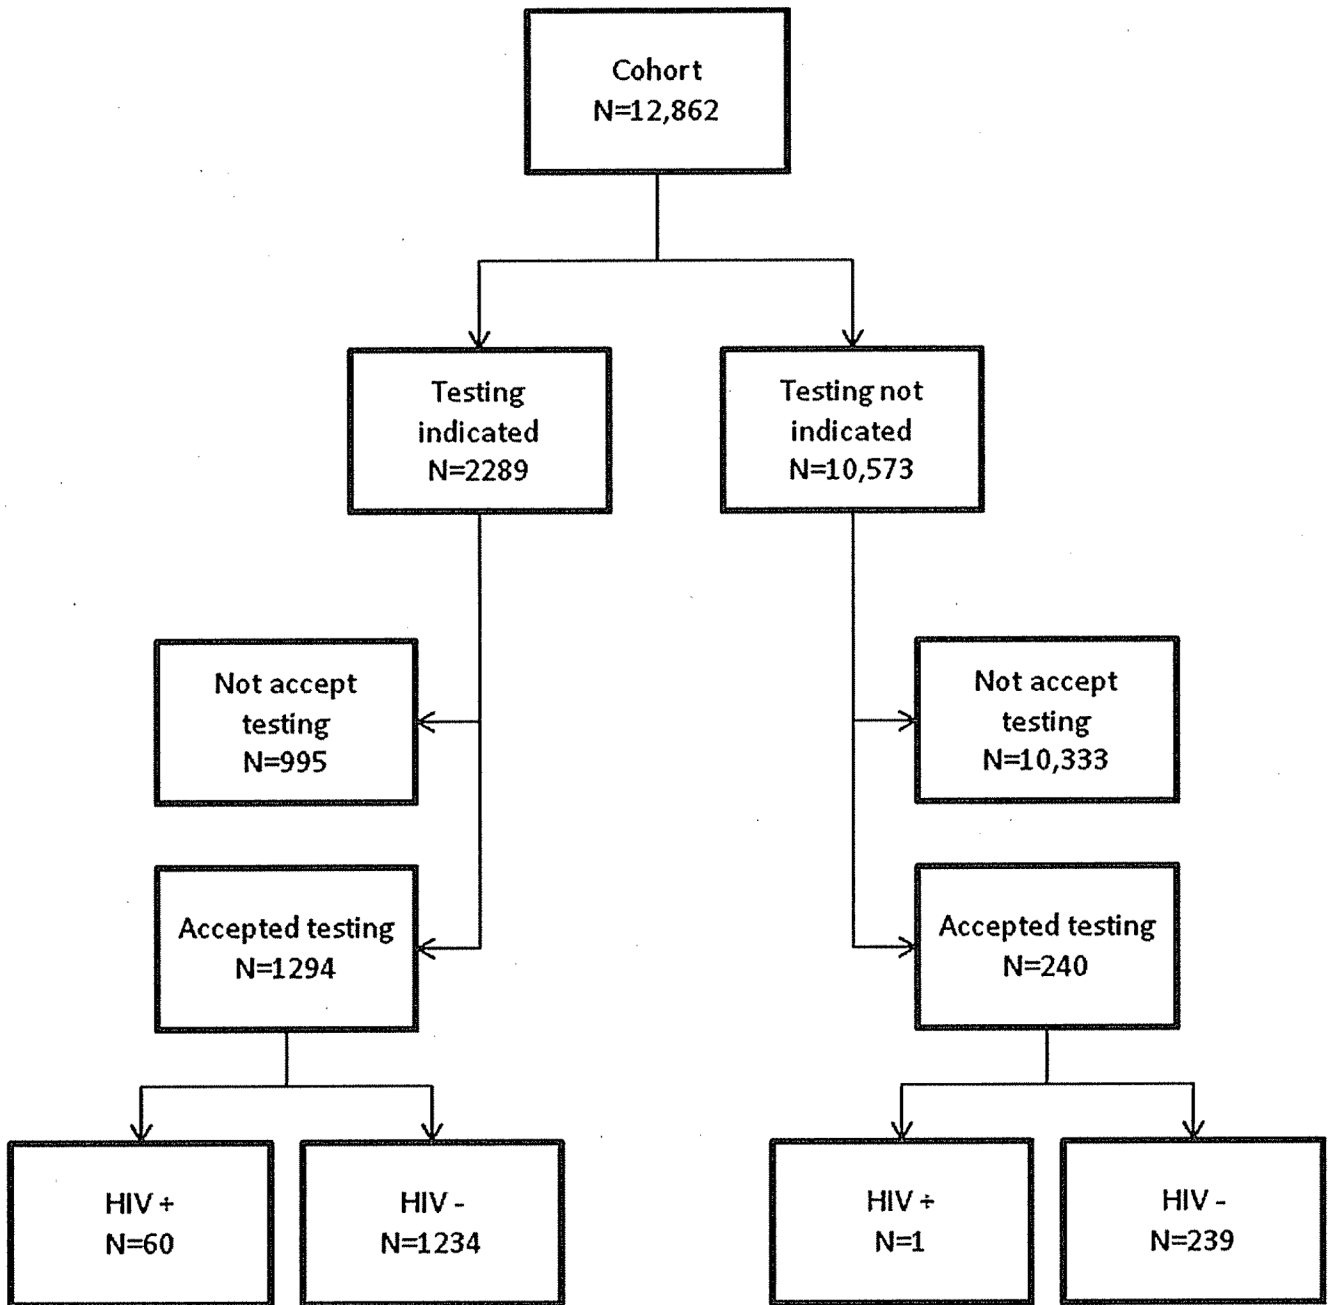 Cohort
N=12,862
Testing
indicated
N=2289
Testing not
indicated
N=10,573
Not accept
testing
N=995
Not accept
testing
N=10,333
Accepted testing
N=1294
Accepted testing
N=240
HIV +
N=60
HIV -
N=1234
HIV +
N=1
HIV -
N=239